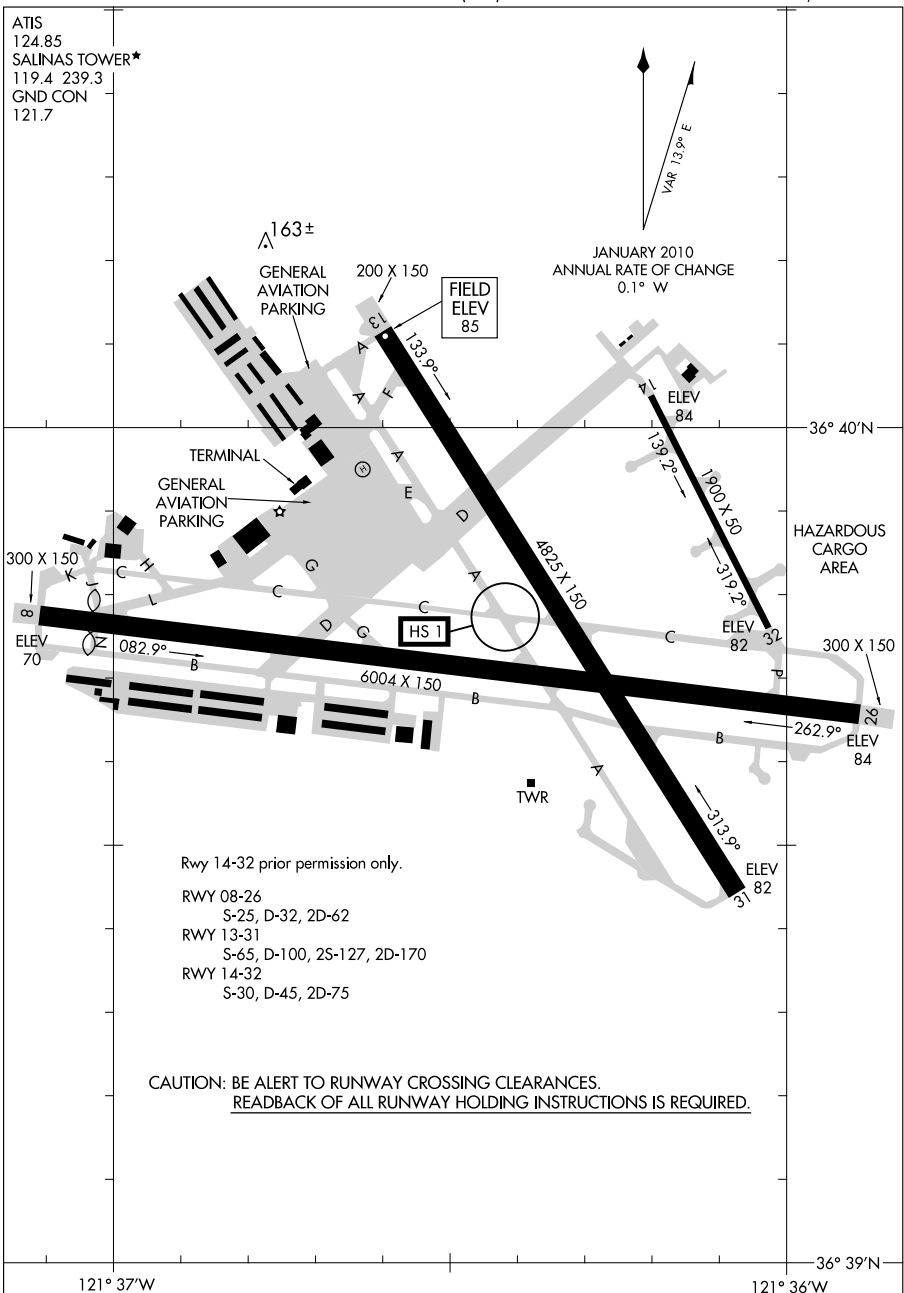 ATIS
124.85
SALINAS TOWER★
119.4 239.3
GND CON
121.7
VAR 13.9° E
JANUARY 2010
ANNUAL RATE OF CHANGE
0.1° W
163±
GENERAL
AVIATION
PARKING
200 X 150
FIELD
ELEV
85
13
133.9°
A
F
A
A
E
D
A
14
ELEV
84
36° 40'N
139.2°
1900 X 50
319.2°
HAZARDOUS
CARGO
AREA
TERMINAL
H
GENERAL
AVIATION
PARKING
4825 X 150
300 X 150
K
J
C
H
L
G
C
D
G
C
HS 1
C
ELEV
82
32
300 X 150
P
8
ELEV
70
N
082.9°
B
6004 X 150
B
B
262.9°
26
ELEV
84
A
TWR
313.9°
ELEV
82
31
Rwy 14-32 prior permission only.
RWY 08-26
S-25, D-32, 2D-62
RWY 13-31
S-65, D-100, 2S-127, 2D-170
RWY 14-32
S-30, D-45, 2D-75
CAUTION: BE ALERT TO RUNWAY CROSSING CLEARANCES.
READBACK OF ALL RUNWAY HOLDING INSTRUCTIONS IS REQUIRED.
36° 39'N
121° 37'W
121° 36'W